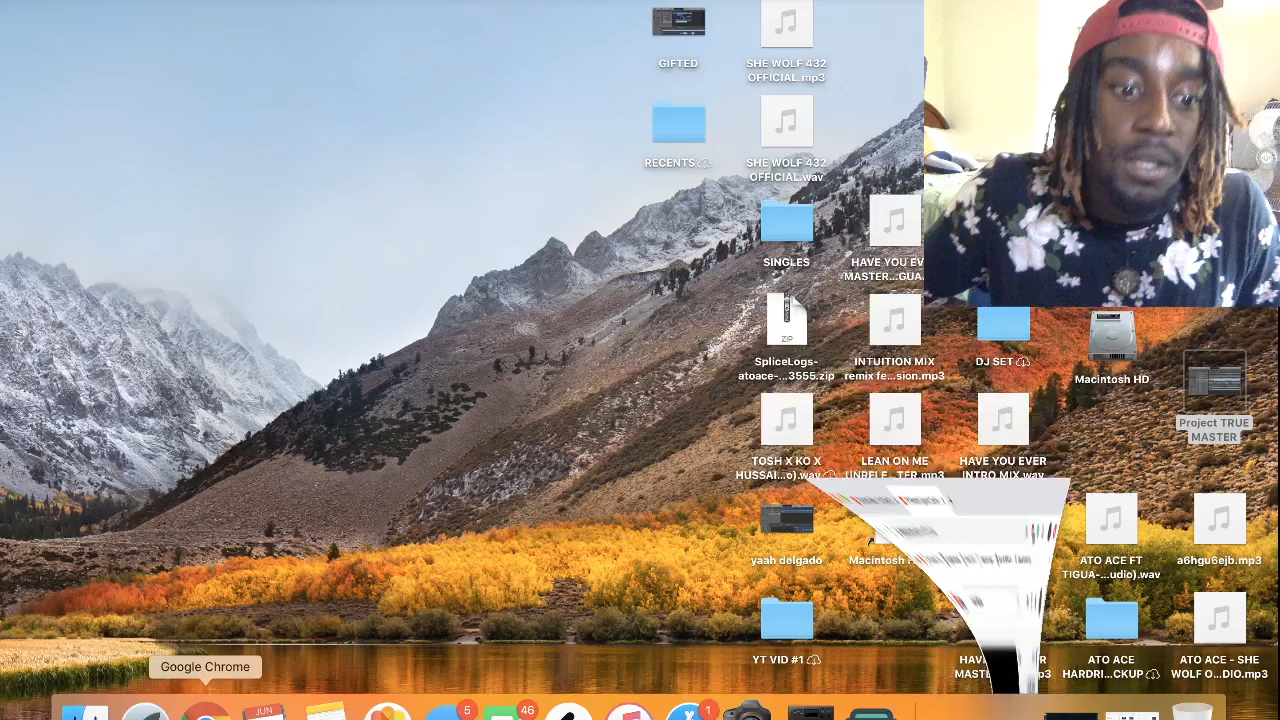 GIFTED
SHE WOLF 432
OFFICIAL.mp3
RECENTS
SHE WOLF 432
OFFICIAL.wav
SINGLES
HAVE YOU EV
MASTER...GUA
ZIP
SpliceLogs-
atoace-...3555.zip
INTUITION MIX
remix fe...sion.mp3
DJ SET
Macintosh HD
Project TRUE
MASTER
TOSH X KO X
HUSSAI...o).wav
LEAN ON ME
HAVE YOU EVER
INTRO MIX.wav
yaah delgado
Macintosh H
ATO ACE FT
TIGUA-...udio).wav
a6hgu6ejb.mp3
YT VID #1
ATO ACE
HARDRI...CKUP
ATO ACE - SHE
WOLF O...DIO.mp3
Google Chrome
JUN
5
46
1